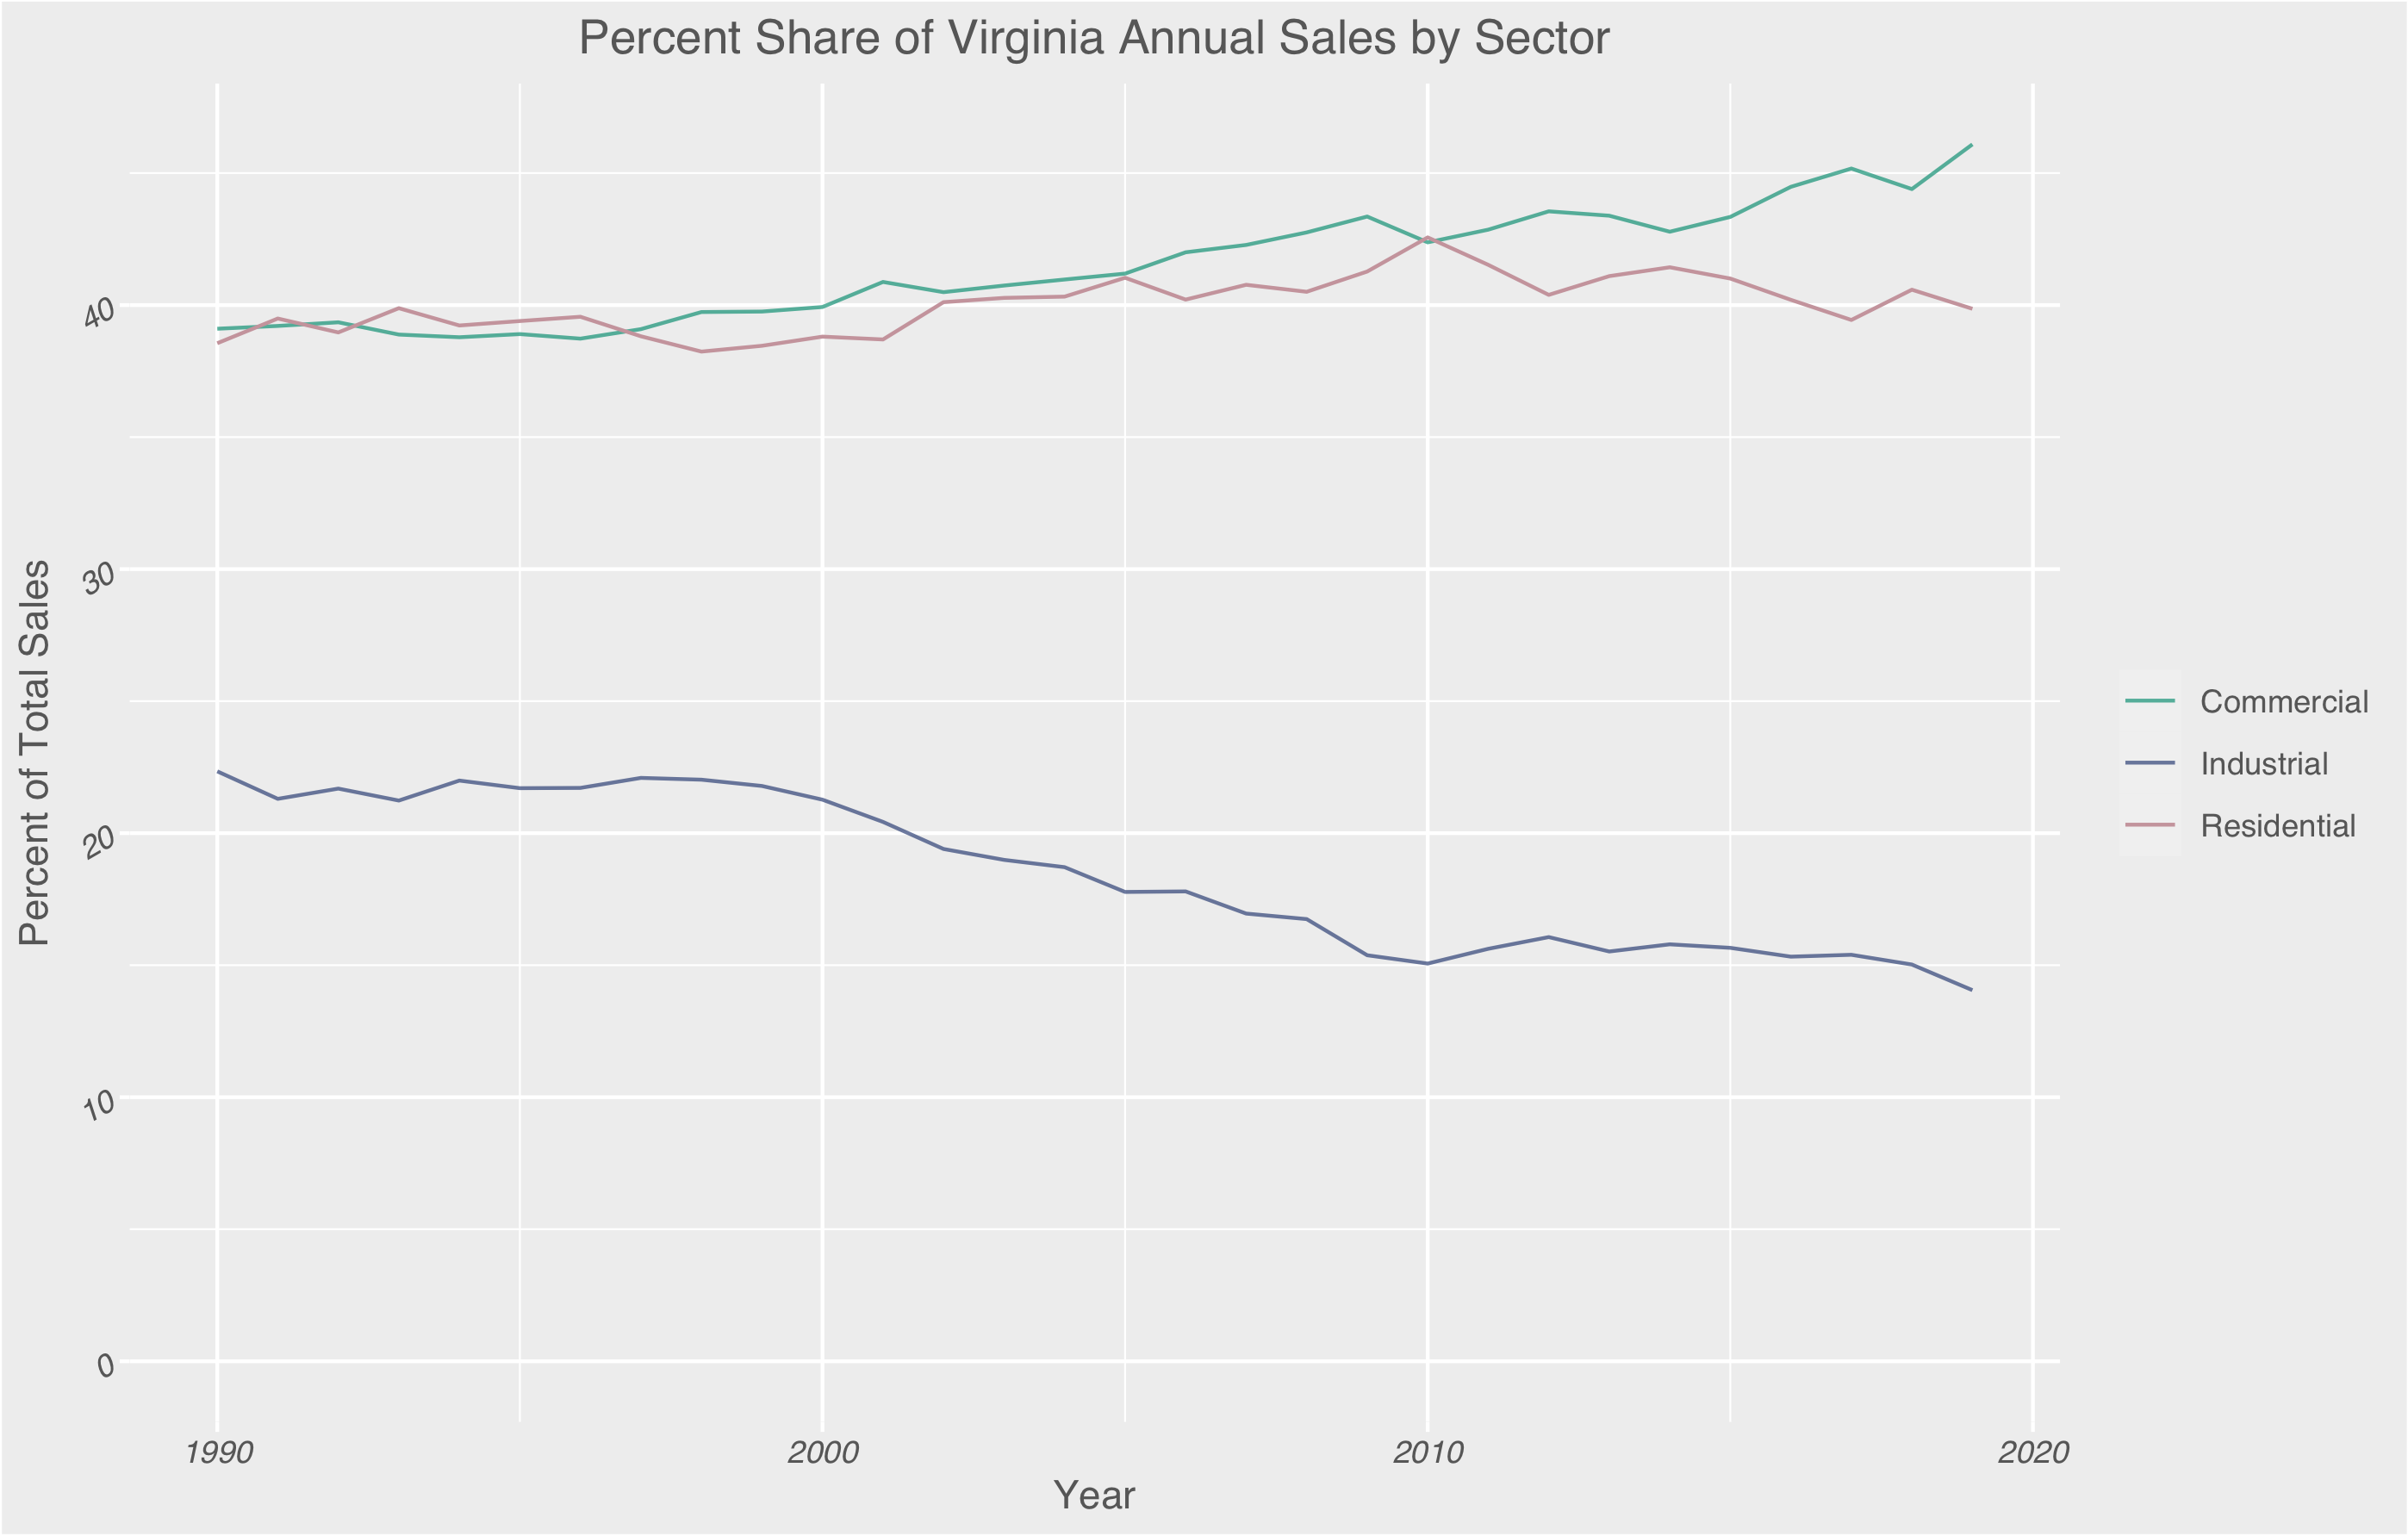 Percent Share of Virginia Annual Sales by Sector
Percent of Total Sales
40
30
20
10
0
1990 2000 2010 2020
Year
Commercial
Industrial
Residential